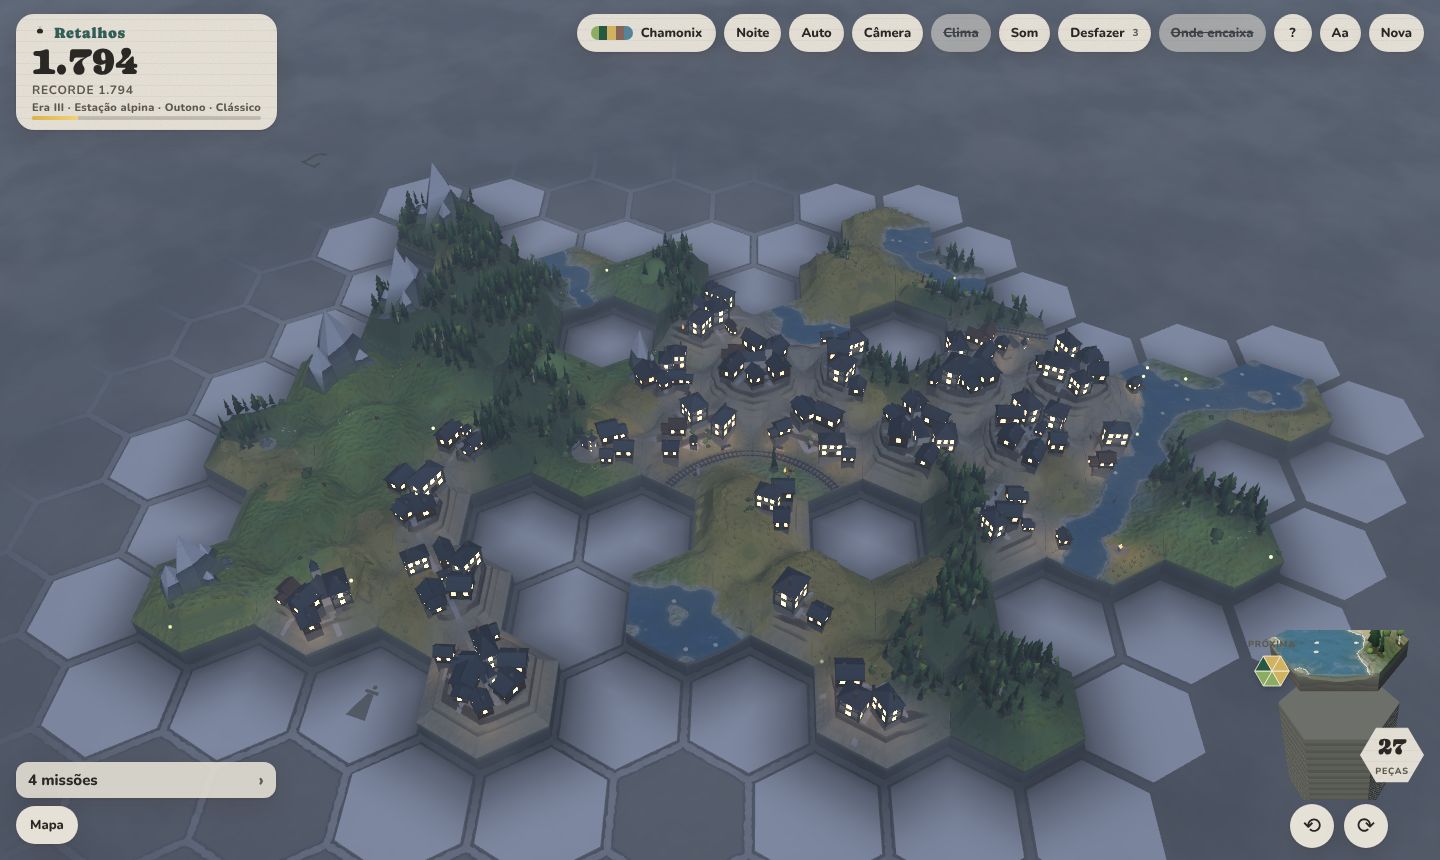 Retalhos
1.794
RECORDE 1.794
Era III · Estação alpina · Outono · Clássico
Chamonix
Noite
Auto
Câmera
Clima
Som
Desfazer 3
Onde encaixa
?
Aa
Nova
PRÓXIMA
27
PEÇAS
4 missões ›
Mapa